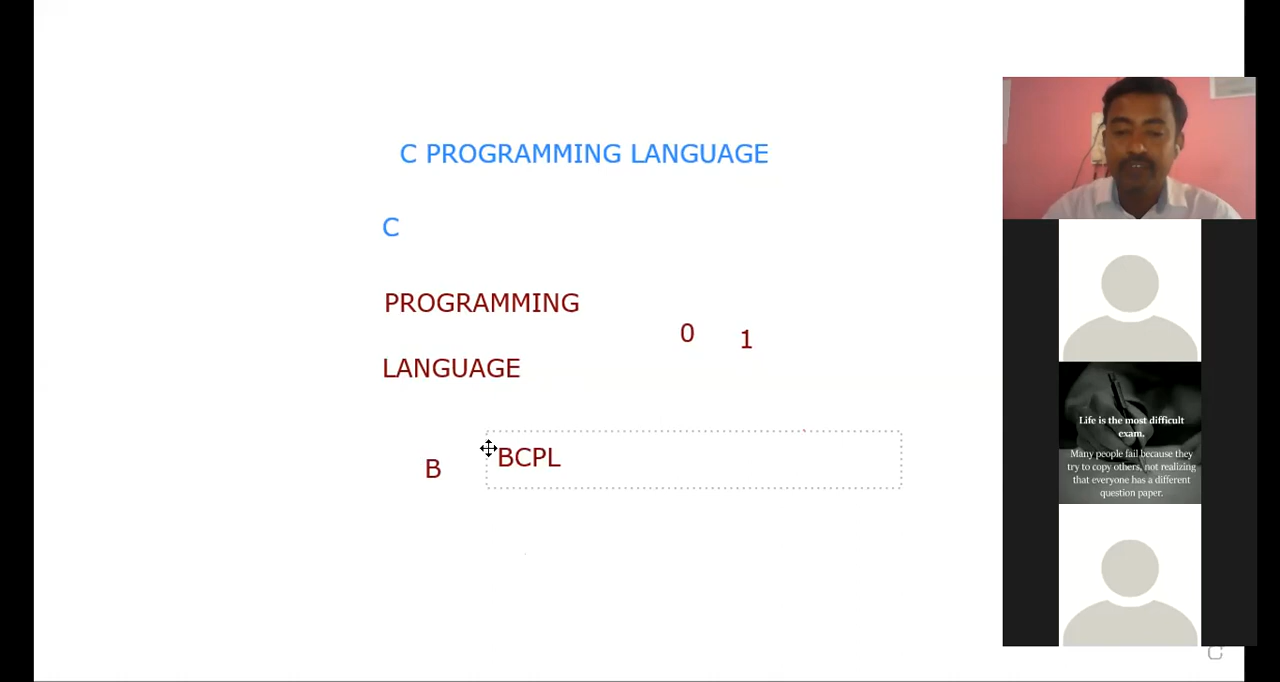 C PROGRAMMING LANGUAGE
C
PROGRAMMING
0 1
LANGUAGE
B BCPL
Life is the most difficult
exam.
Many people fail because they
try to copy others, not realizing
that everyone has a different
question paper.